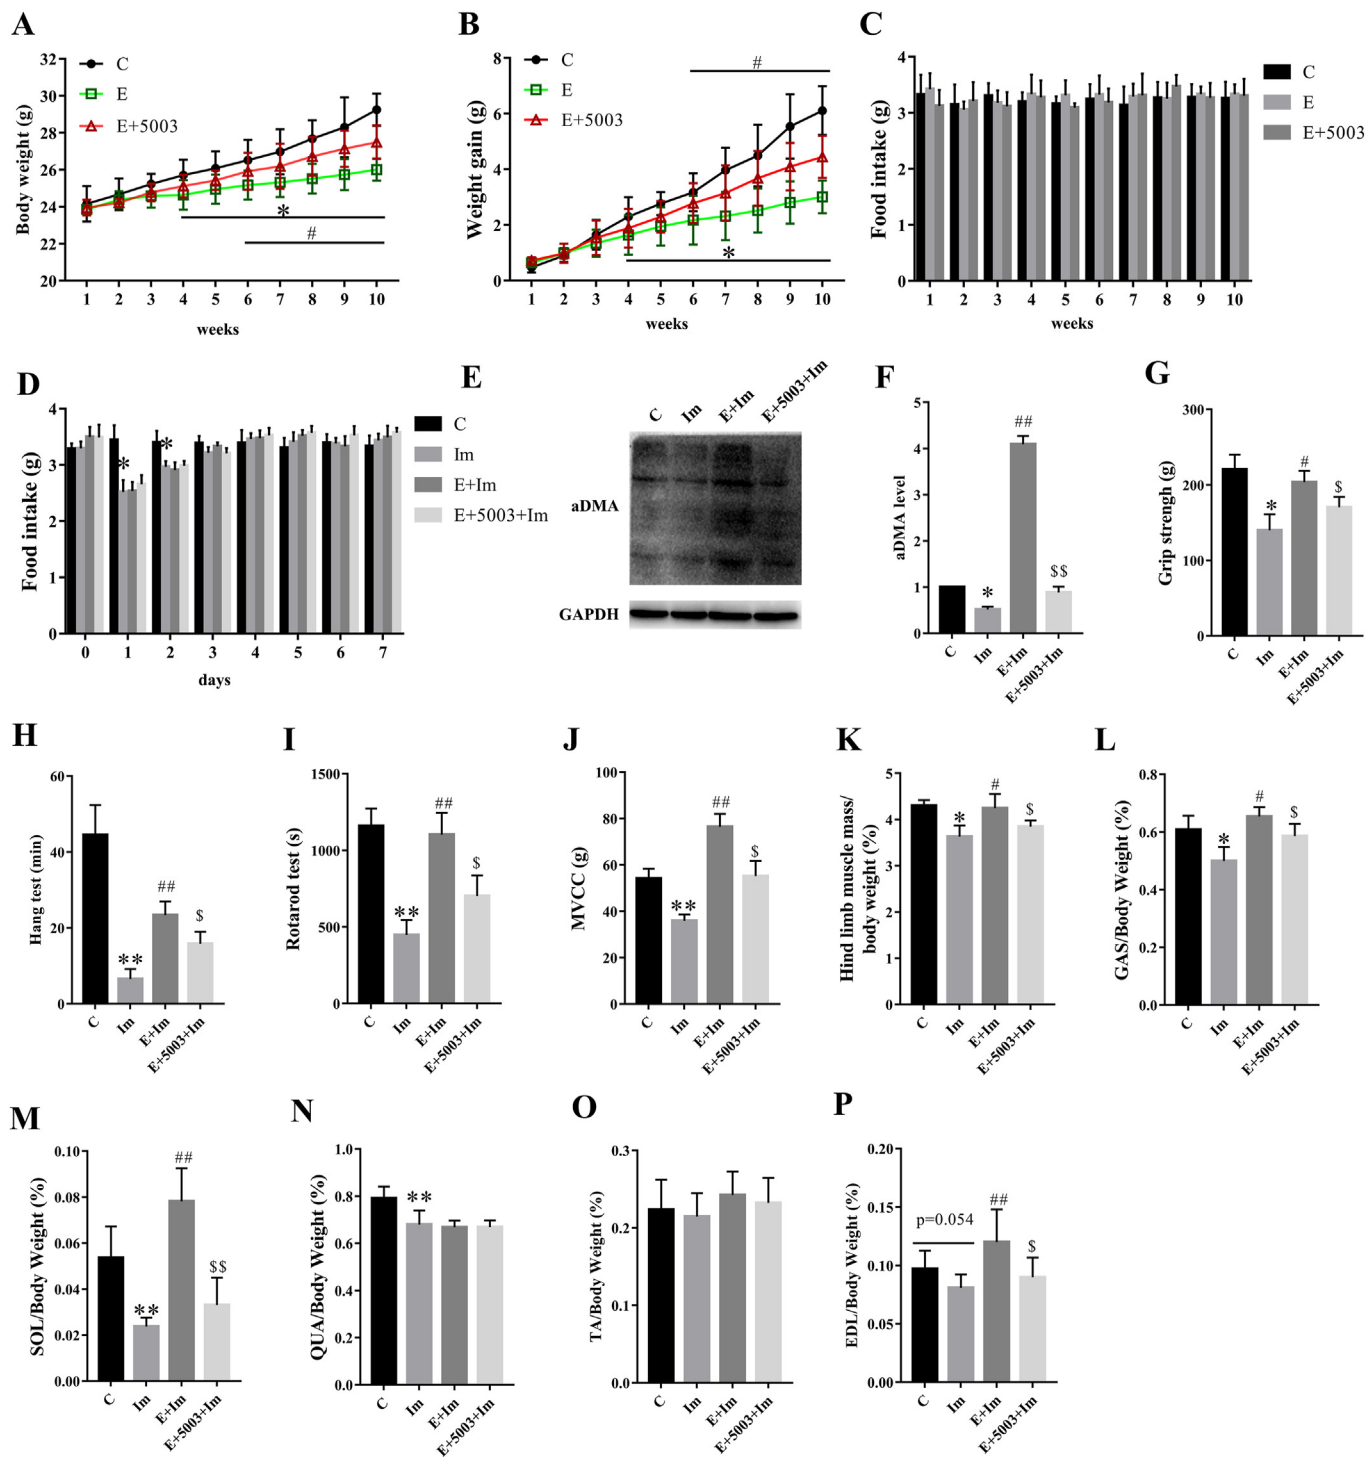 A
Body weight (g)
32
30
28
26
24
22
20
C
E
E+5003
*
#
1 2 3 4 5 6 7 8 9 10
weeks
B
Weight gain (g)
8
6
4
2
0
C
E
E+5003
#
*
1 2 3 4 5 6 7 8 9 10
weeks
C
Food intake (g)
4
3
2
1
0
C
E
E+5003
1 2 3 4 5 6 7 8 9 10
weeks
D
Food intake (g)
4
3
2
1
0
* *
C
Im
E+Im
E+5003+Im
0 1 2 3 4 5 6 7
days
E
C Im E+Im E+5003+Im
aDMA
GAPDH
F
aDMA level
5
4
3
2
1
0
* ## $$
C Im E+Im E+5003+Im
G
Grip strengh (g)
300
200
100
0
* # $
C Im E+Im E+5003+Im
H
Hang test (min)
60
40
20
0
** ## $
C Im E+Im E+5003+Im
I
Rotarod test (s)
1500
1000
500
0
** ## $
C Im E+Im E+5003+Im
J
MVCC (g)
100
80
60
40
20
0
** ## $
C Im E+Im E+5003+Im
K
Hind limb muscle mass/
body weight (%)
5
4
3
2
1
0
* # $
C Im E+Im E+5003+Im
L
GAS/Body Weight (%)
0.8
0.6
0.4
0.2
0.0
* # $
C Im E+Im E+5003+Im
M
SOL/Body Weight (%)
0.10
0.08
0.06
0.04
0.02
0.00
** ## $$
C Im E+Im E+5003+Im
N
QUA/Body Weight (%)
1.0
0.8
0.6
0.4
0.2
0.0
**
C Im E+Im E+5003+Im
O
TA/Body Weight (%)
0.3
0.2
0.1
0.0
C Im E+Im E+5003+Im
P
EDL/Body Weight (%)
0.20
0.15
0.10
0.05
0.00
p=0.054
## $
C Im E+Im E+5003+Im